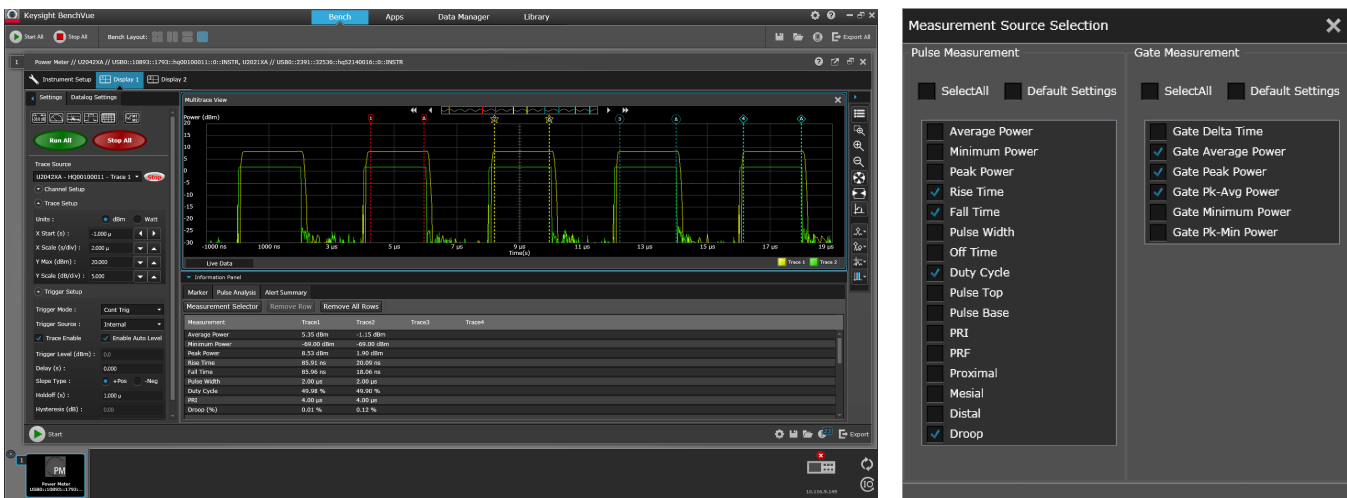 Keysight BenchVue
Bench Apps Data Manager Library
Start All Stop All Bench Layout: Export All
1 Power Meter // U2042XA // USB0::10893::1793::hq00100011::0::INSTR, U2021XA // USB0::2391::32536::hq52140016::0::INSTR
Instrument Setup Display 1 Display 2
Settings Datalog Settings
Run All Stop All
Trace Source
U2042XA - HQ00100011 - Trace 1 Stop
Channel Setup
Trace Setup
Units : dBm Watt
X Start (s) : -1.000 µ
X Scale (s/div) : 2.000 µ
Y Max (dBm) : 20.000
Y Scale (dB/div) : 5.000
Trigger Setup
Trigger Mode : Cont Trig
Trigger Source : Internal
Trace Enable Enable Auto Level
Trigger Level (dBm) : 0.0
Delay (s) : 0.000
Slope Type : +Pos -Neg
Holdoff (s) : 1.000 µ
Hysteresis (dB) : 0.00
Multitrace View
Power (dBm)
20
15
10
5
0
-5
-10
-15
-20
-25
-30
-1000 ns 1000 ns 3 µs 5 µs 7 µs 9 µs 11 µs 13 µs 15 µs 17 µs 19 µs
Time(s)
Live Data Trace 1 Trace 2
Information Panel
Marker Pulse Analysis Alert Summary
Measurement Selector Remove Row Remove All Rows
Measurement Trace1 Trace2 Trace3 Trace4
Average Power 5.35 dBm -1.15 dBm
Minimum Power -69.00 dBm -69.00 dBm
Peak Power 8.53 dBm 1.90 dBm
Rise Time 85.91 ns 20.09 ns
Fall Time 85.96 ns 18.06 ns
Pulse Width 2.00 µs 2.00 µs
Duty Cycle 49.98 % 49.90 %
PRI 4.00 µs 4.00 µs
Droop (%) 0.01 % 0.12 %
Start Export
1
PM
Power Meter
USB0::10893::1793:...
10.116.9.149
Measurement Source Selection
Pulse Measurement
SelectAll Default Settings
Average Power
Minimum Power
Peak Power
Rise Time
Fall Time
Pulse Width
Off Time
Duty Cycle
Pulse Top
Pulse Base
PRI
PRF
Proximal
Mesial
Distal
Droop
Gate Measurement
SelectAll Default Settings
Gate Delta Time
Gate Average Power
Gate Peak Power
Gate Pk-Avg Power
Gate Minimum Power
Gate Pk-Min Power